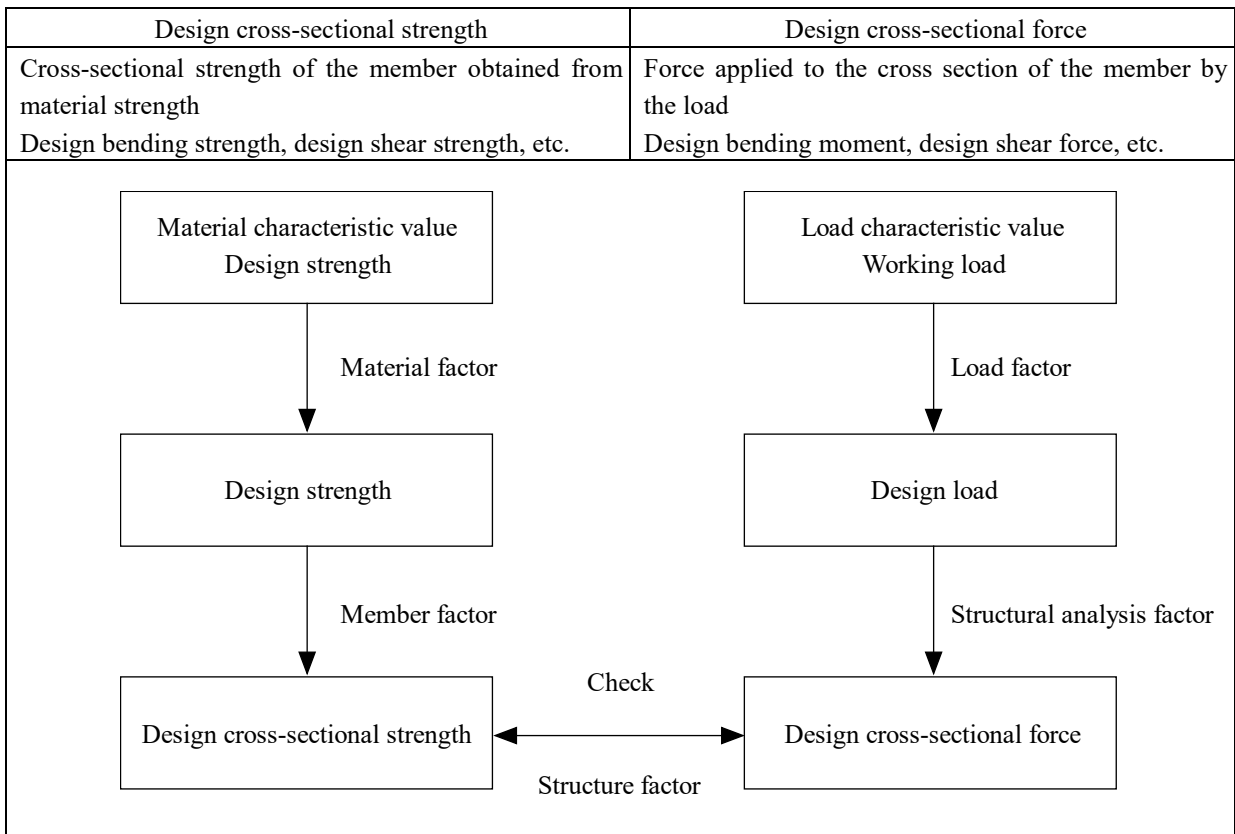 Design cross-sectional strength
Design cross-sectional force
Cross-sectional strength of the member obtained from
material strength
Design bending strength, design shear strength, etc.
Force applied to the cross section of the member by
the load
Design bending moment, design shear force, etc.
Material characteristic value
Design strength
Load characteristic value
Working load
Material factor
Load factor
Design strength
Design load
Member factor
Structural analysis factor
Check
Design cross-sectional strength
Design cross-sectional force
Structure factor